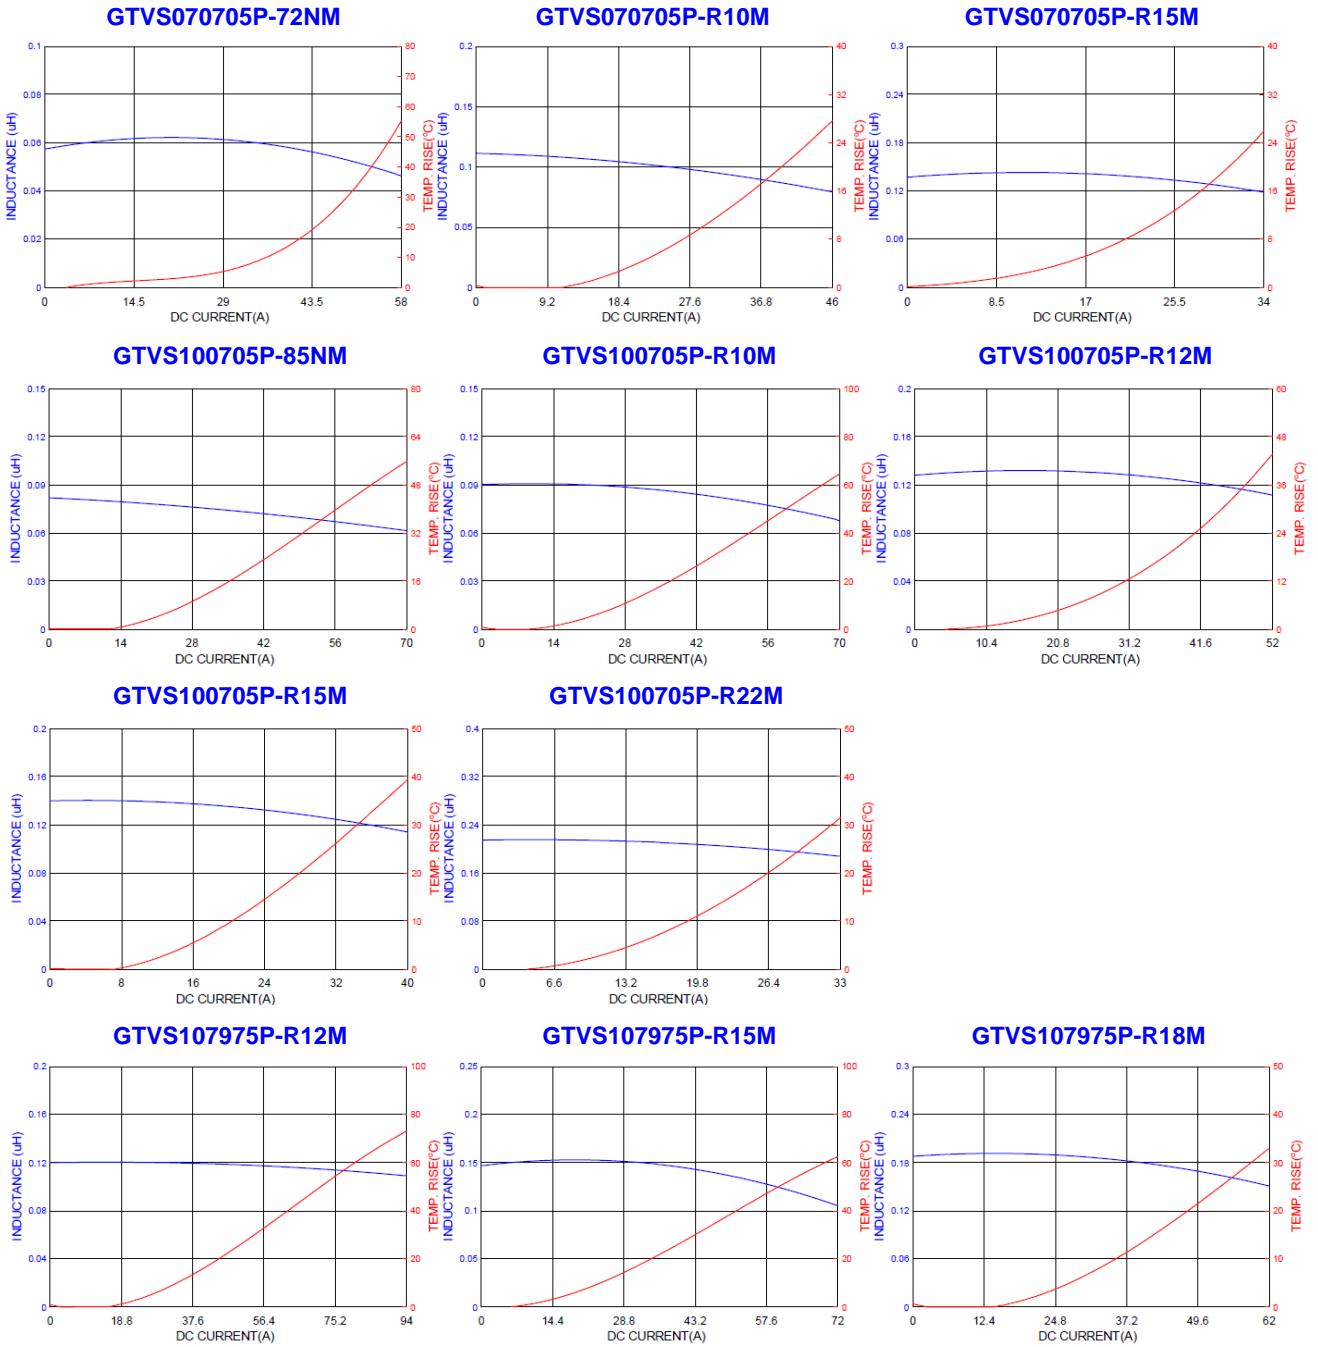 GTVS070705P-72NM
GTVS070705P-R10M
GTVS070705P-R15M
INDUCTANCE (uH)
0.1
0.08
0.06
0.04
0.02
0
80
70
60
50
40
30
20
10
0
TEMP. RISE(°C)
0 14.5 29 43.5 58
DC CURRENT(A)
INDUCTANCE (uH)
0.2
0.15
0.1
0.05
0
40
32
24
16
8
0
TEMP. RISE(°C)
0 9.2 18.4 27.6 36.8 46
DC CURRENT(A)
INDUCTANCE (uH)
0.3
0.24
0.18
0.12
0.06
0
40
32
24
16
8
0
TEMP. RISE(°C)
0 8.5 17 25.5 34
DC CURRENT(A)
GTVS100705P-85NM
GTVS100705P-R10M
GTVS100705P-R12M
INDUCTANCE (uH)
0.15
0.12
0.09
0.06
0.03
0
80
64
48
32
16
0
TEMP. RISE(°C)
0 14 28 42 56 70
DC CURRENT(A)
INDUCTANCE (uH)
0.15
0.12
0.09
0.06
0.03
0
100
80
60
40
20
0
TEMP. RISE(°C)
0 14 28 42 56 70
DC CURRENT(A)
INDUCTANCE (uH)
0.2
0.16
0.12
0.08
0.04
0
60
48
36
24
12
0
TEMP. RISE(°C)
0 10.4 20.8 31.2 41.6 52
DC CURRENT(A)
GTVS100705P-R15M
GTVS100705P-R22M
INDUCTANCE (uH)
0.2
0.16
0.12
0.08
0.04
0
50
40
30
20
10
0
TEMP. RISE(°C)
0 8 16 24 32 40
DC CURRENT(A)
INDUCTANCE (uH)
0.4
0.32
0.24
0.16
0.08
0
50
40
30
20
10
0
TEMP. RISE(°C)
0 6.6 13.2 19.8 26.4 33
DC CURRENT(A)
GTVS107975P-R12M
GTVS107975P-R15M
GTVS107975P-R18M
INDUCTANCE (uH)
0.2
0.16
0.12
0.08
0.04
0
100
80
60
40
20
0
TEMP. RISE(°C)
0 18.8 37.6 56.4 75.2 94
DC CURRENT(A)
INDUCTANCE (uH)
0.25
0.2
0.15
0.1
0.05
0
100
80
60
40
20
0
TEMP. RISE(°C)
0 14.4 28.8 43.2 57.6 72
DC CURRENT(A)
INDUCTANCE (uH)
0.3
0.24
0.18
0.12
0.06
0
50
40
30
20
10
0
TEMP. RISE(°C)
0 12.4 24.8 37.2 49.6 62
DC CURRENT(A)